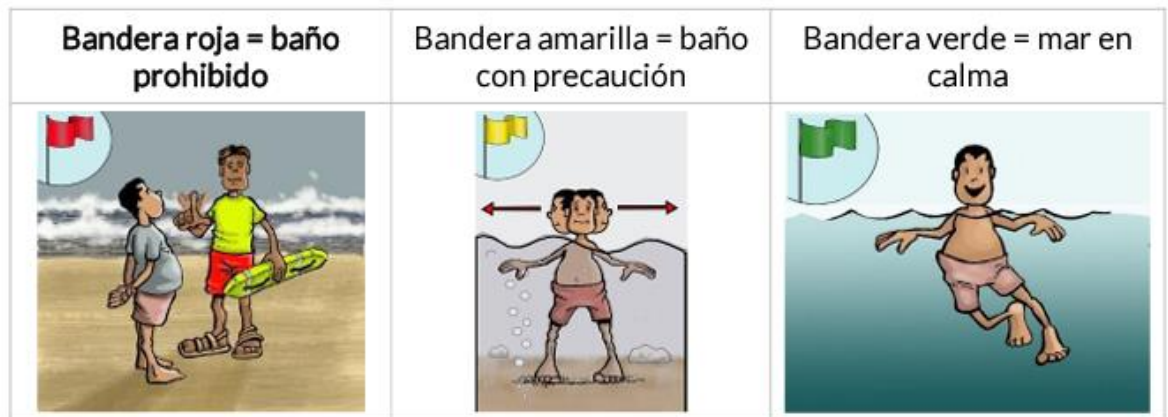 Bandera roja = baño
prohibido
Bandera amarilla = baño
con precaución
Bandera verde = mar en
calma